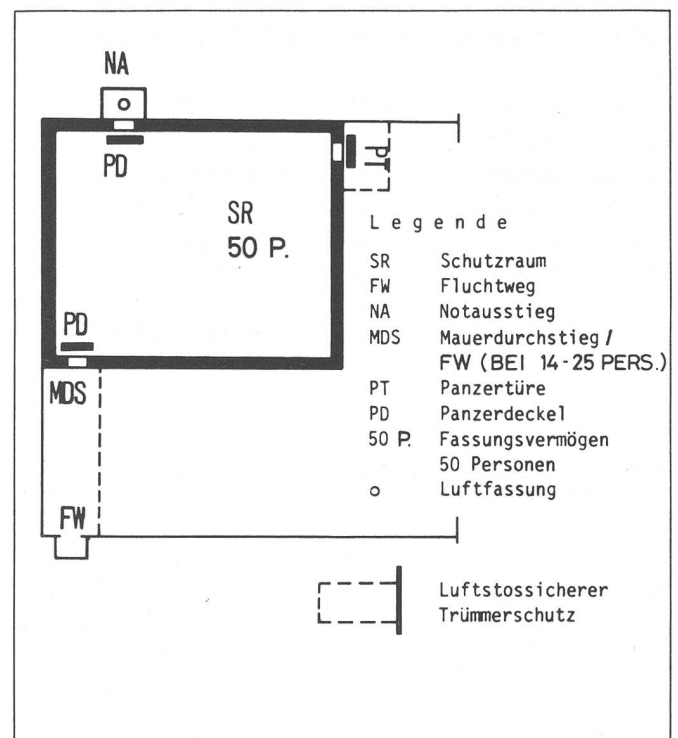 NA
PD
PT
SR
50 P.
PD
MDS
FW
Legende
SR Schutzraum
FW Fluchtweg
NA Notausstieg
MDS Mauerdurchstieg /
FW (BEI 14-25 PERS.)
PT Panzertüre
PD Panzerdeckel
50 P. Fassungsvermögen
50 Personen
o Luftfassung
Luftstossicherer
Trümmerschutz